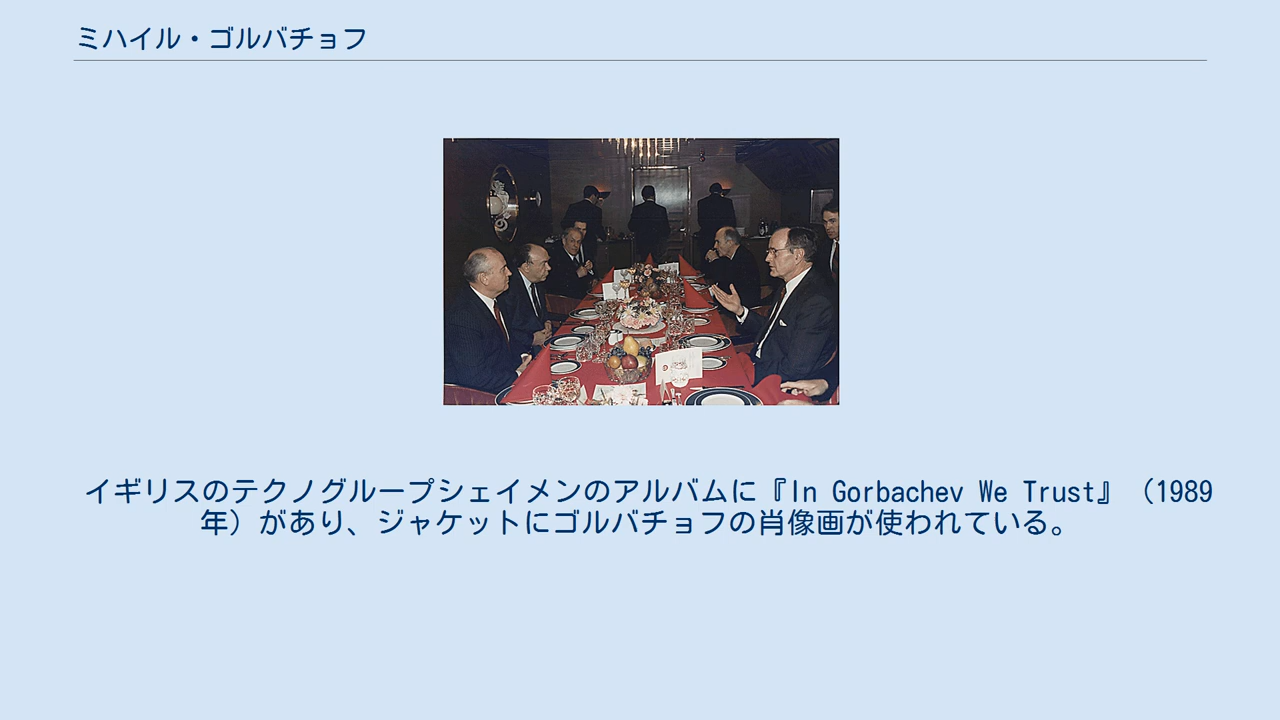 ミハイル・ゴルバチョフ
イギリスのテクノグループシェイメンのアルバムに『In Gorbachev We Trust』（1989
年）があり、ジャケットにゴルバチョフの肖像画が使われている。